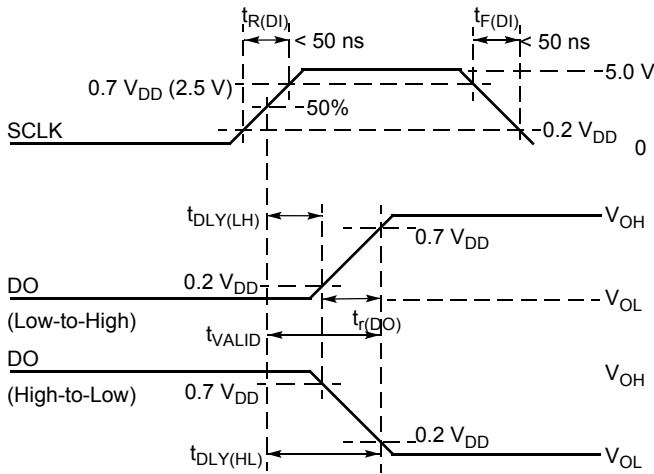 tR(DI) < 50 ns
tF(DI) < 50 ns
5.0 V
0.7 VDD (2.5 V)
50%
SCLK
0.2 VDD
0
tDLY(LH)
VOH
0.7 VDD
0.2 VDD
DO
(Low-to-High)
VOL
tr(DO)
tVALID
DO
(High-to-Low)
VOH
0.7 VDD
0.2 VDD
tDLY(HL)
VOL